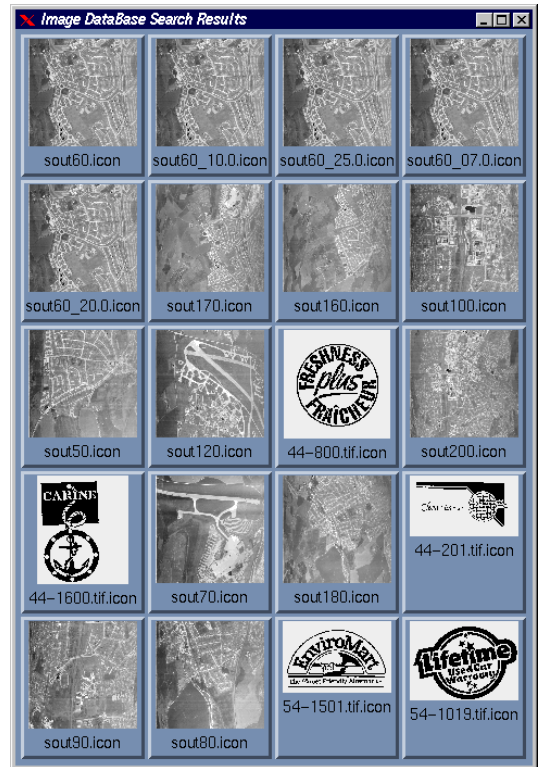 Image DataBase Search Results
sout60.icon
sout60_10.0.icon
sout60_25.0.icon
sout60_07.0.icon
sout60_20.0.icon
sout170.icon
sout160.icon
sout100.icon
sout50.icon
sout120.icon
FRESHNESS
plus
FRAÎCHEUR
44-800.tif.icon
sout200.icon
CARINE
44-1600.tif.icon
sout70.icon
sout180.icon
44-201.tif.icon
sout90.icon
sout80.icon
EnviroMart
54-1501.tif.icon
Lifetime
Used Car
Warranty
54-1019.tif.icon